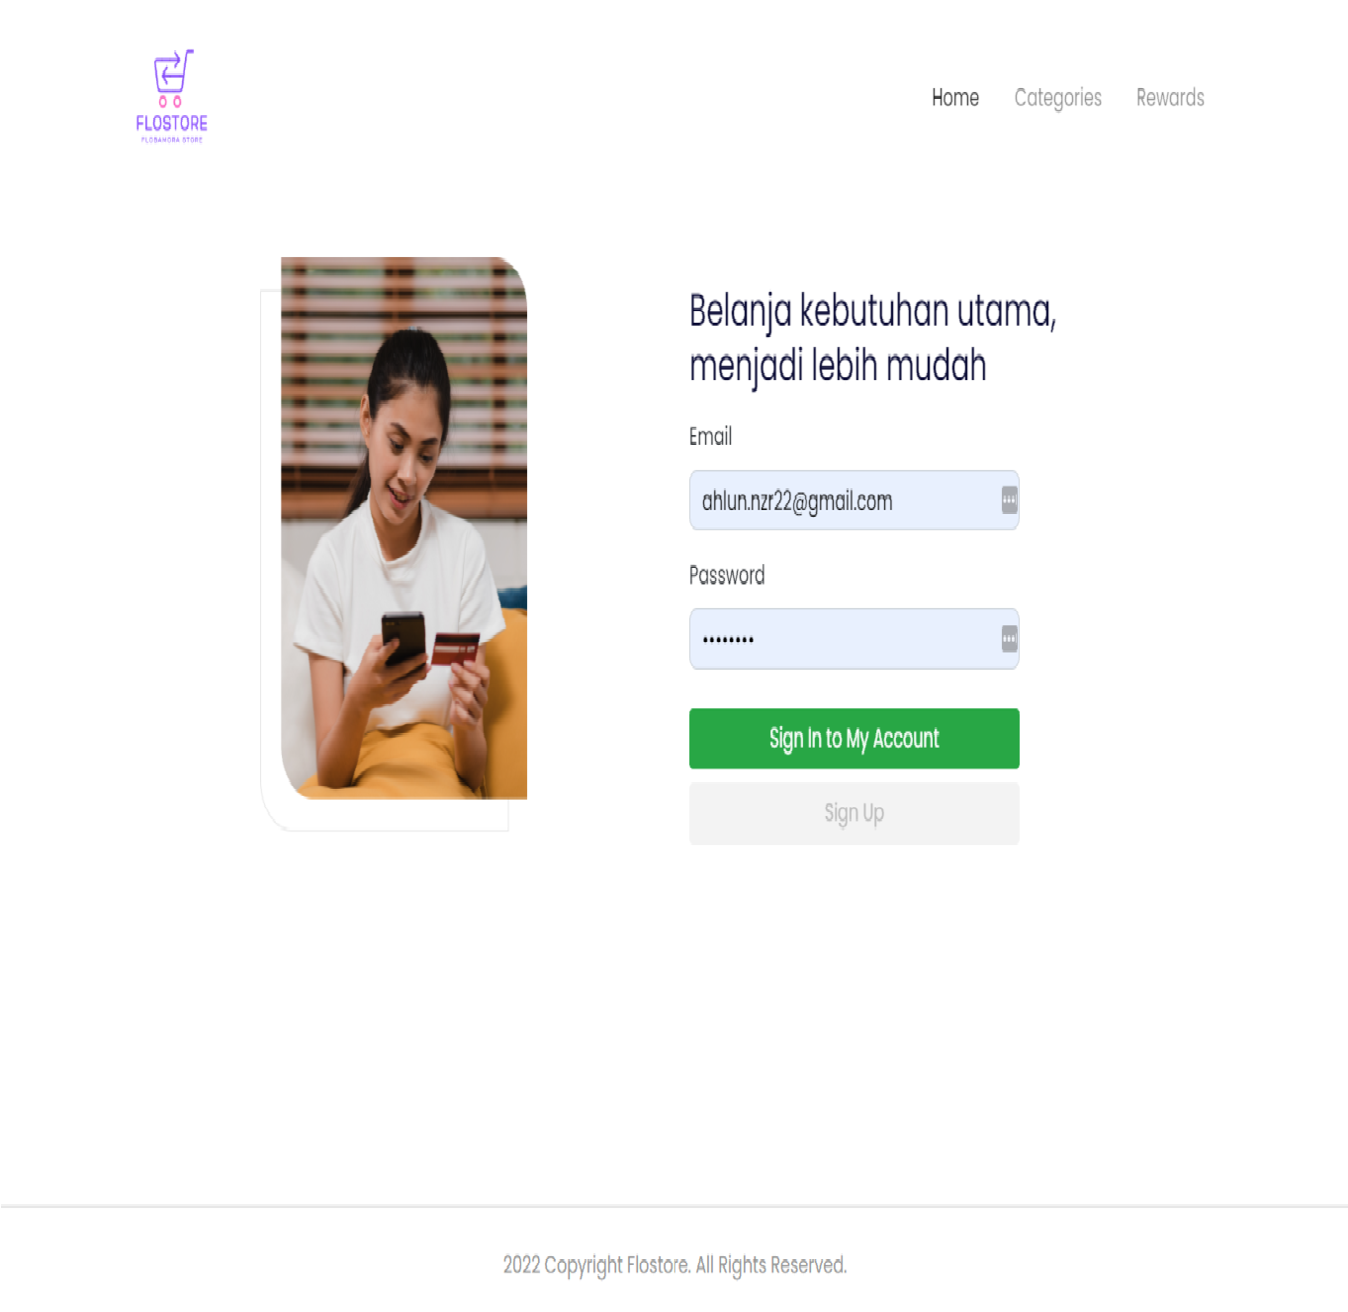 FLOSTORE
FLOBAMORA STORE
Home Categories Rewards
Belanja kebutuhan utama,
menjadi lebih mudah
Email
ahlun.nzr22@gmail.com
Password
••••••••
Sign In to My Account
Sign Up
2022 Copyright Flostore. All Rights Reserved.